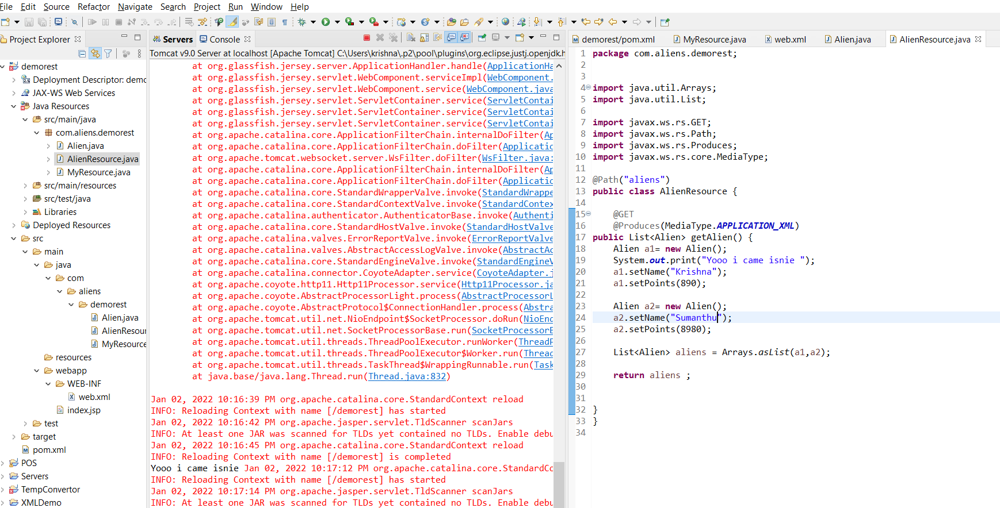 File Edit Source Refactor Navigate Search Project Run Window Help
Project Explorer
demorest
Deployment Descriptor: demo
JAX-WS Web Services
Java Resources
src/main/java
com.aliens.demorest
Alien.java
AlienResource.java
MyResource.java
src/main/resources
src/test/java
Libraries
Deployed Resources
src
main
java
com
aliens
demorest
Alien.java
AlienResour
MyResource
resources
webapp
WEB-INF
web.xml
index.jsp
test
target
pom.xml
POS
Servers
TempConvertor
XMLDemo
Servers Console
Tomcat v9.0 Server at localhost [Apache Tomcat] C:\Users\krishna\.p2\pool\plugins\org.eclipse.justj.openjdk.h
at org.glassfish.jersey.server.ApplicationHandler.handle(ApplicationHa
at org.glassfish.jersey.servlet.WebComponent.serviceImpl(WebComponent.
at org.glassfish.jersey.servlet.WebComponent.service(WebComponent.java
at org.glassfish.jersey.servlet.ServletContainer.service(ServletContai
at org.glassfish.jersey.servlet.ServletContainer.service(ServletContai
at org.glassfish.jersey.servlet.ServletContainer.service(ServletContai
at org.apache.catalina.core.ApplicationFilterChain.internalDoFilter(Ap
at org.apache.catalina.core.ApplicationFilterChain.doFilter(Applicatio
at org.apache.tomcat.websocket.server.WsFilter.doFilter(WsFilter.java:
at org.apache.catalina.core.ApplicationFilterChain.internalDoFilter(Ap
at org.apache.catalina.core.ApplicationFilterChain.doFilter(Applicatio
at org.apache.catalina.core.StandardWrapperValve.invoke(StandardWrappe
at org.apache.catalina.core.StandardContextValve.invoke(StandardContex
at org.apache.catalina.authenticator.AuthenticatorBase.invoke(Authenti
at org.apache.catalina.core.StandardHostValve.invoke(StandardHostValve
at org.apache.catalina.valves.ErrorReportValve.invoke(ErrorReportValve
at org.apache.catalina.valves.AbstractAccessLogValve.invoke(AbstractAc
at org.apache.catalina.core.StandardEngineValve.invoke(StandardEngineV
at org.apache.catalina.connector.CoyoteAdapter.service(CoyoteAdapter.j
at org.apache.coyote.http11.Http11Processor.service(Http11Processor.ja
at org.apache.coyote.AbstractProcessorLight.process(AbstractProcessorL
at org.apache.coyote.AbstractProtocol$ConnectionHandler.process(Abstra
at org.apache.tomcat.util.net.NioEndpoint$SocketProcessor.doRun(NioEnd
at org.apache.tomcat.util.net.SocketProcessorBase.run(SocketProcessorB
at org.apache.tomcat.util.threads.ThreadPoolExecutor.runWorker(ThreadP
at org.apache.tomcat.util.threads.ThreadPoolExecutor$Worker.run(Thread
at org.apache.tomcat.util.threads.TaskThread$WrappingRunnable.run(Task
at java.base/java.lang.Thread.run(Thread.java:832)
Jan 02, 2022 10:16:39 PM org.apache.catalina.core.StandardContext reload
INFO: Reloading Context with name [/demorest] has started
Jan 02, 2022 10:16:42 PM org.apache.jasper.servlet.TldScanner scanJars
INFO: At least one JAR was scanned for TLDs yet contained no TLDs. Enable debu
Jan 02, 2022 10:16:45 PM org.apache.catalina.core.StandardContext reload
INFO: Reloading Context with name [/demorest] is completed
Yooo i came isnie Jan 02, 2022 10:17:12 PM org.apache.catalina.core.StandardCo
INFO: Reloading Context with name [/demorest] has started
Jan 02, 2022 10:17:14 PM org.apache.jasper.servlet.TldScanner scanJars
INFO: At least one JAR was scanned for TLDs yet contained no TLDs. Enable debu
demorest/pom.xml MyResource.java web.xml Alien.java AlienResource.java
1 package com.aliens.demorest;
2
3
4 import java.util.Arrays;
5 import java.util.List;
6
7 import javax.ws.rs.GET;
8 import javax.ws.rs.Path;
9 import javax.ws.rs.Produces;
10 import javax.ws.rs.core.MediaType;
11
12 @Path("aliens")
13 public class AlienResource {
14
15 @GET
16 @Produces(MediaType.APPLICATION_XML)
17 public List<Alien> getAlien() {
18 Alien a1= new Alien();
19 System.out.print("Yooo i came isnie ");
20 a1.setName("Krishna");
21 a1.setPoints(890);
22
23 Alien a2= new Alien();
24 a2.setName("Sumanthu");
25 a2.setPoints(8980);
26
27 List<Alien> aliens = Arrays.asList(a1,a2);
28
29 return aliens ;
30
31
32 }
33 }
34